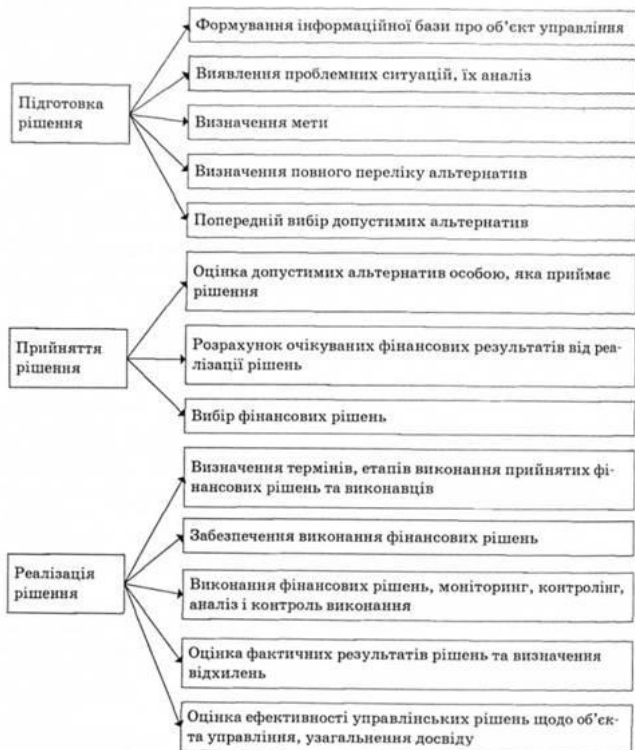 Формування інформаційної бази про об’єкт управління
Виявлення проблемних ситуацій, їх аналіз
Підготовка
рішення
Визначення мети
Визначення повного переліку альтернатив
Попередній вибір допустимих альтернатив
Оцінка допустимих альтернатив особою, яка приймає
рішення
Прийняття
рішення
Розрахунок очікуваних фінансових результатів від реа-
лізації рішень
Вибір фінансових рішень
Визначення термінів, етапів виконання прийнятих фі-
нансових рішень та виконавців
Забезпечення виконання фінансових рішень
Реалізація
рішення
Виконання фінансових рішень, моніторинг, контролінг,
аналіз і контроль виконання
Оцінка фактичних результатів рішень та визначення
відхилень
Оцінка ефективності управлінських рішень щодо об’єк-
та управління, узагальнення досвіду